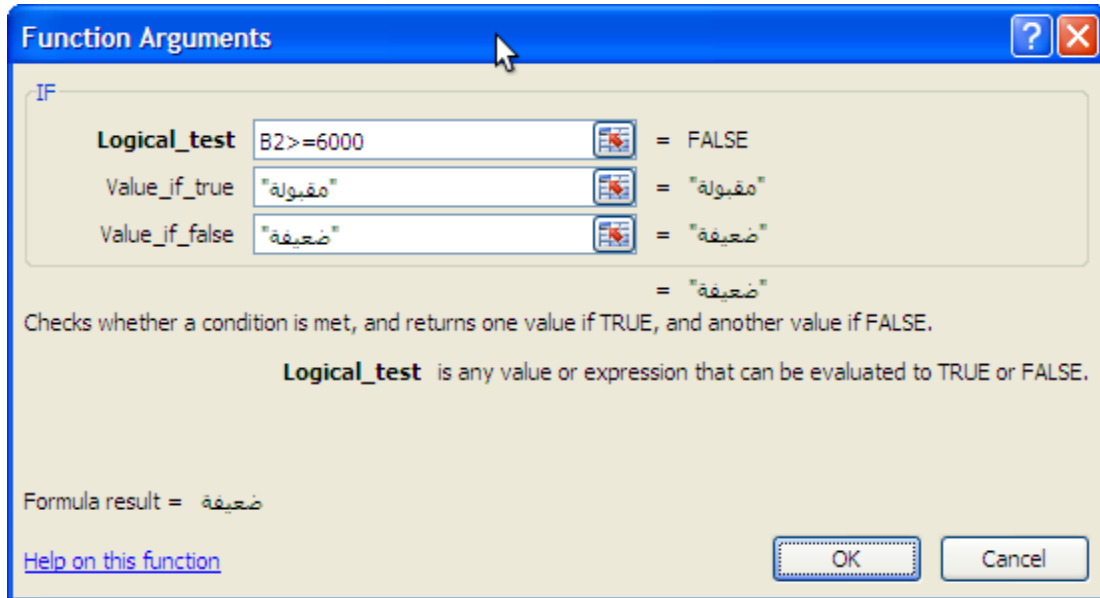 Function Arguments
IF
Logical_test B2>=6000 = FALSE
Value_if_true "مقبولة" = "مقبولة"
Value_if_false "ضعيفة" = "ضعيفة"
= "ضعيفة"
Checks whether a condition is met, and returns one value if TRUE, and another value if FALSE.
Logical_test is any value or expression that can be evaluated to TRUE or FALSE.
Formula result = ضعيفة
Help on this function
OK Cancel